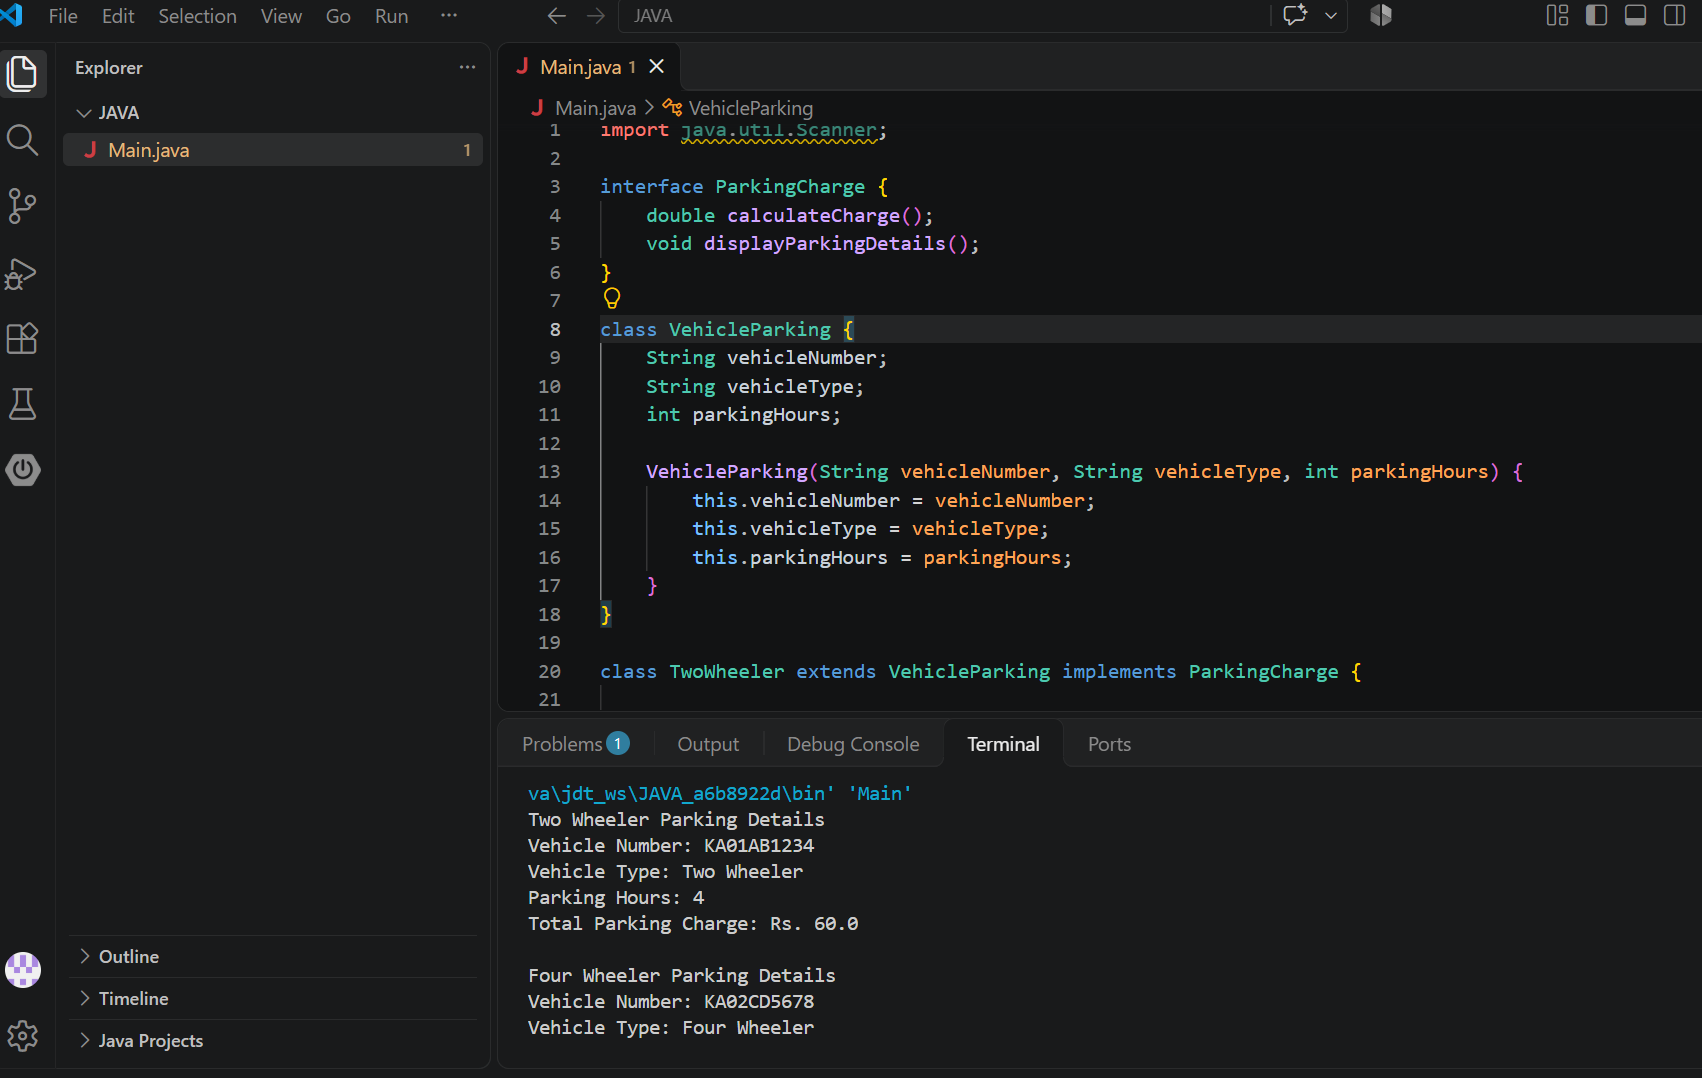 File Edit Selection View Go Run ···
JAVA
Explorer ···
JAVA
Main.java 1
Outline
Timeline
Java Projects
Main.java 1
Main.java > VehicleParking
1 import java.util.Scanner;
2
3 interface ParkingCharge {
4     double calculateCharge();
5     void displayParkingDetails();
6 }
7
8 class VehicleParking {
9     String vehicleNumber;
10     String vehicleType;
11     int parkingHours;
12
13     VehicleParking(String vehicleNumber, String vehicleType, int parkingHours) {
14         this.vehicleNumber = vehicleNumber;
15         this.vehicleType = vehicleType;
16         this.parkingHours = parkingHours;
17     }
18 }
19
20 class TwoWheeler extends VehicleParking implements ParkingCharge {
21
Problems 1 Output Debug Console Terminal Ports
va\jdt_ws\JAVA_a6b8922d\bin' 'Main'
Two Wheeler Parking Details
Vehicle Number: KA01AB1234
Vehicle Type: Two Wheeler
Parking Hours: 4
Total Parking Charge: Rs. 60.0

Four Wheeler Parking Details
Vehicle Number: KA02CD5678
Vehicle Type: Four Wheeler